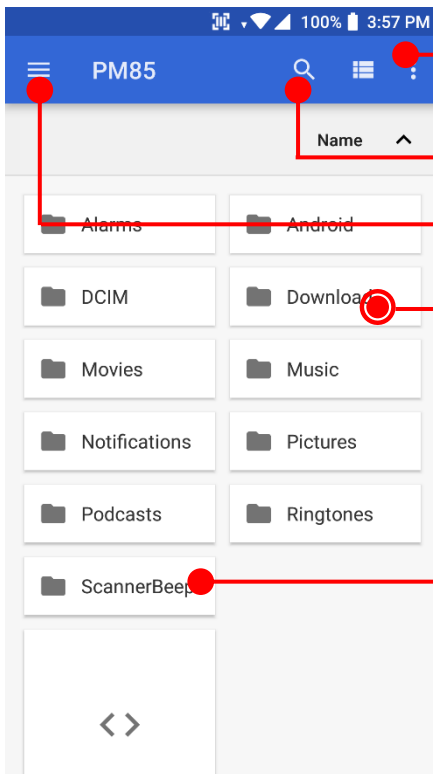 100% 3:57 PM
PM85
Name
Alarms Android
DCIM Download
Movies Music
Notifications Pictures
Podcasts Ringtones
ScannerBeep